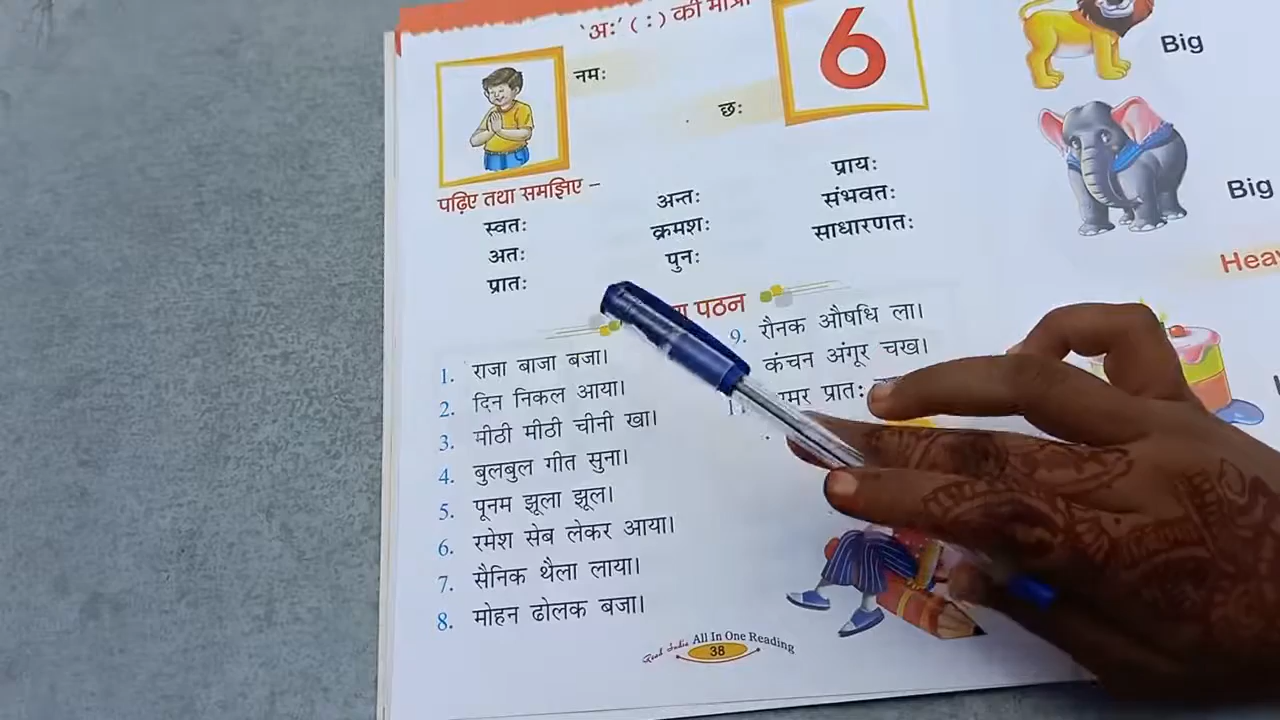 'अः' (ः) की मात्रा
नमः
6
छः
पढ़िए तथा समझिए –
स्वतः
अतः
प्रातः
अन्तः
क्रमशः
पुनः
प्रायः
संभवतः
साधारणतः
पठन
1. राजा बाजा बजा।
2. दिन निकल आया।
3. मीठी मीठी चीनी खा।
4. बुलबुल गीत सुना।
5. पूनम झूला झूल।
6. रमेश सेब लेकर आया।
7. सैनिक थैला लाया।
8. मोहन ढोलक बजा।
9. रौनक औषधि ला।
कंचन अंगूर चख।
प्रातः
All In One Reading
38
Big
Big